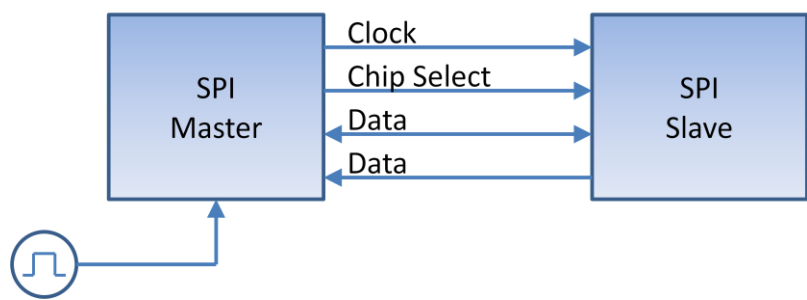 SPI
Master
Clock
Chip Select
Data
Data
SPI
Slave